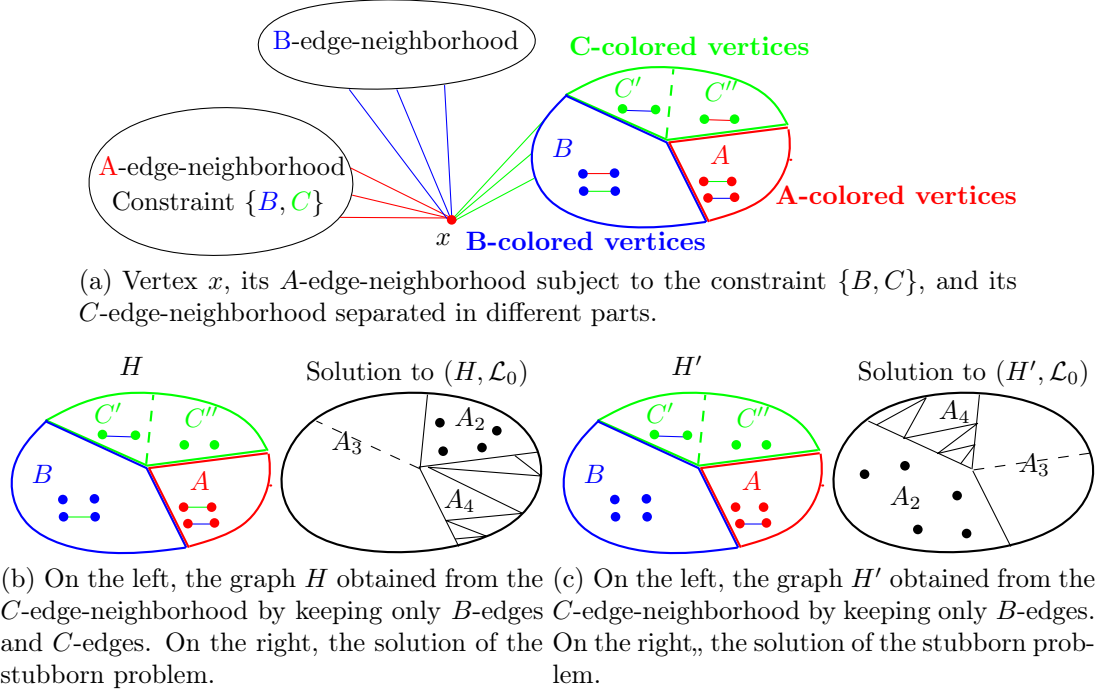 B-edge-neighborhood
C-colored vertices
C′
C″
A-edge-neighborhood
Constraint {B, C}
B
A
A-colored vertices
x
B-colored vertices
(a) Vertex x, its A-edge-neighborhood subject to the constraint {B, C}, and its
C-edge-neighborhood separated in different parts.
H
Solution to (H, ℒ₀)
C′
C″
B
A
A₂
A₃
A₄
H′
Solution to (H′, ℒ₀)
C′
C″
B
A
A₄
A₃
A₂
(b) On the left, the graph H obtained from the
C-edge-neighborhood by keeping only B-edges
and C-edges. On the right, the solution of the
stubborn problem.
(c) On the left, the graph H′ obtained from the
C-edge-neighborhood by keeping only B-edges.
On the right,, the solution of the stubborn prob-
lem.